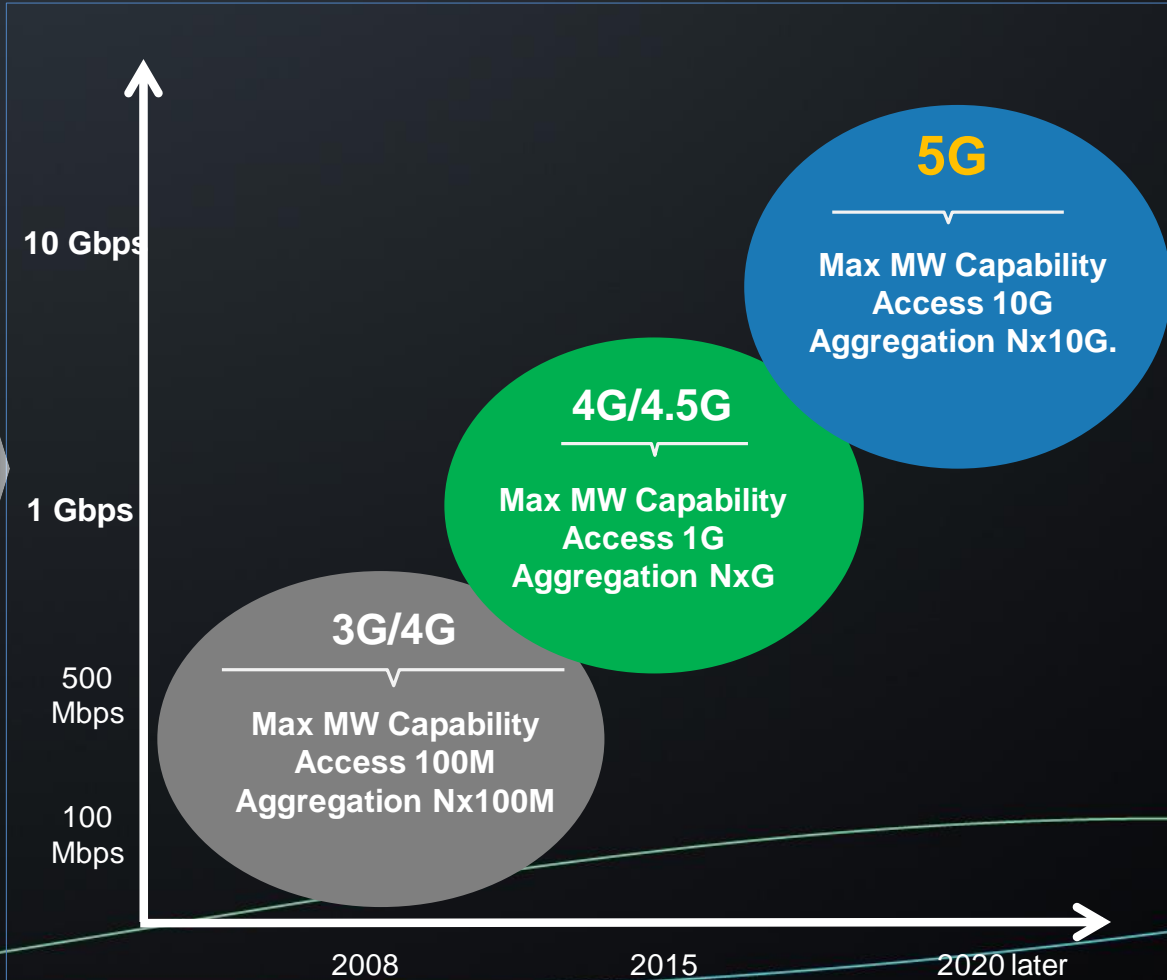 10 Gbps
1 Gbps
500
Mbps
100
Mbps
5G
Max MW Capability
Access 10G
Aggregation Nx10G.
4G/4.5G
Max MW Capability
Access 1G
Aggregation NxG
3G/4G
Max MW Capability
Access 100M
Aggregation Nx100M
2008
2015
2020 later